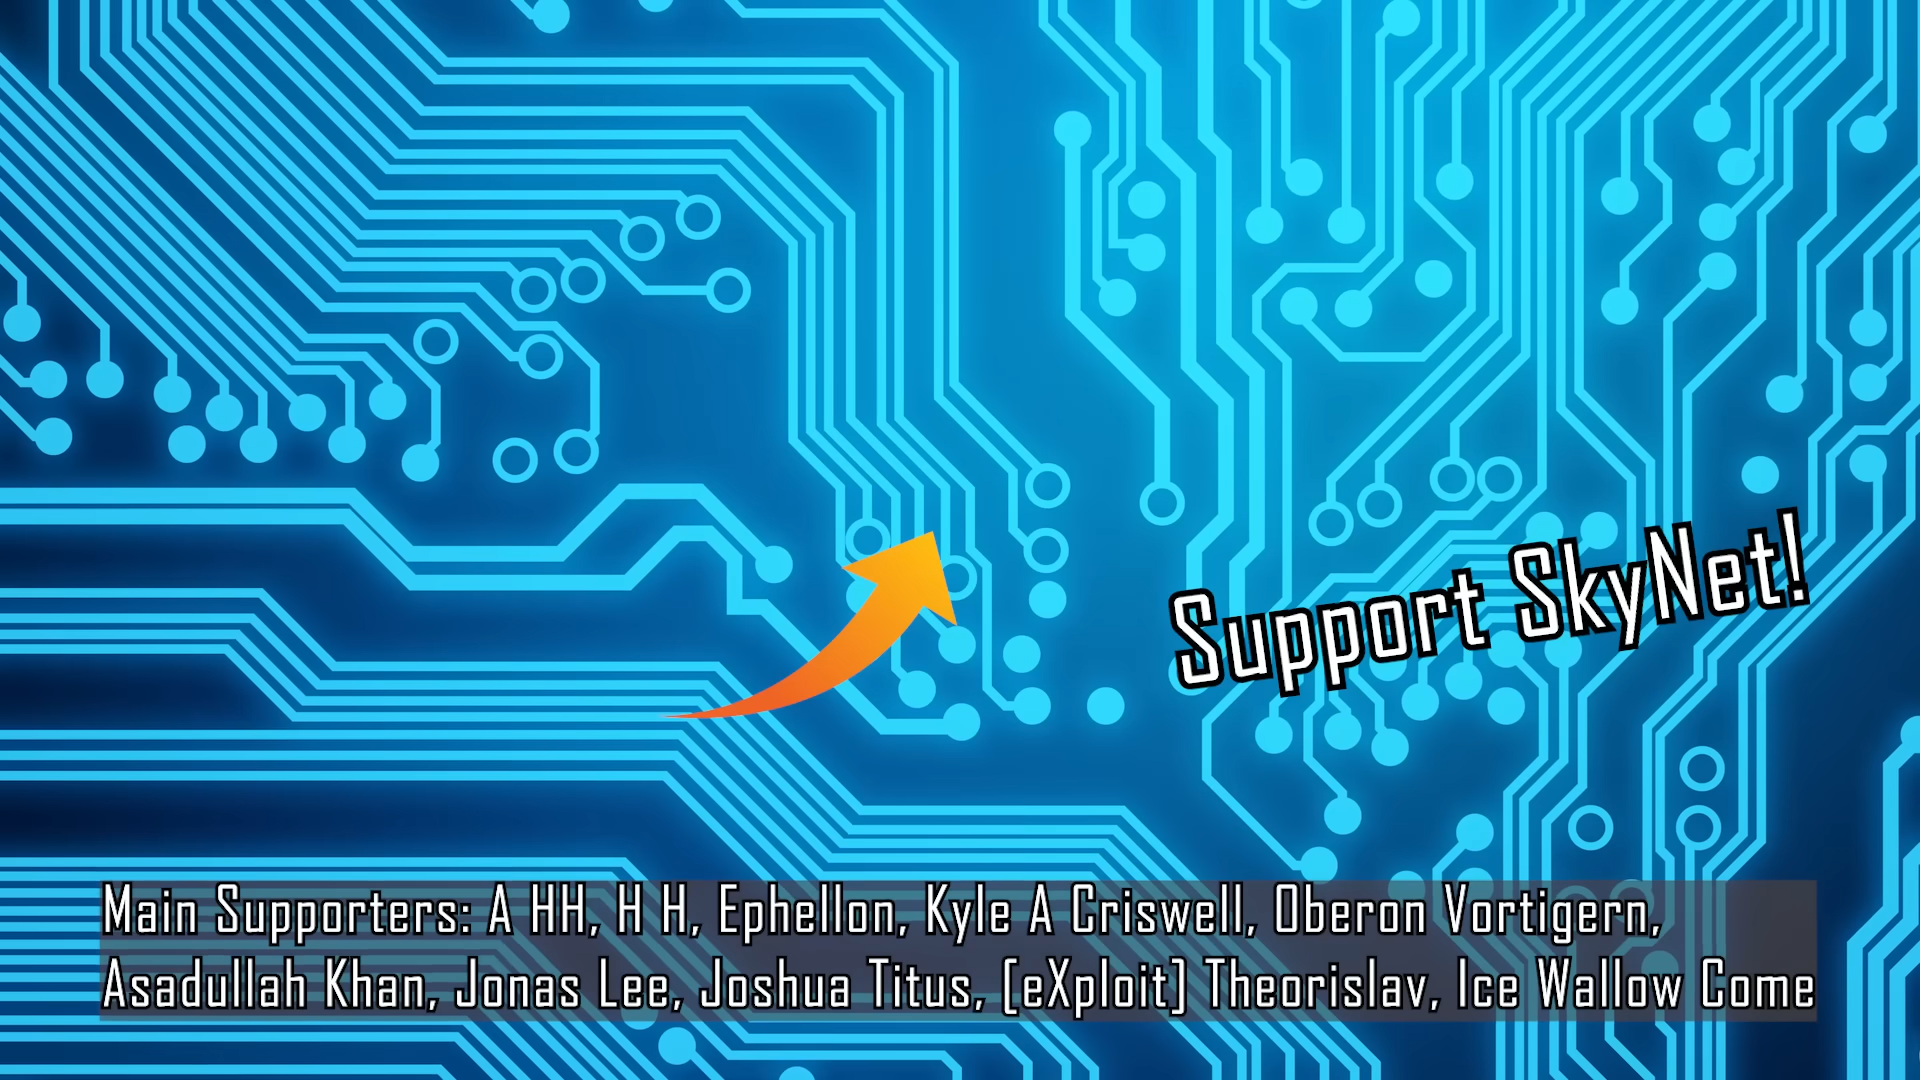 Support SkyNet!
Main Supporters: A HH, H H, Ephellon, Kyle A Criswell, Oberon Vortigern,
Asadullah Khan, Jonas Lee, Joshua Titus, [eXploit] Theorislav, Ice Wallow Come